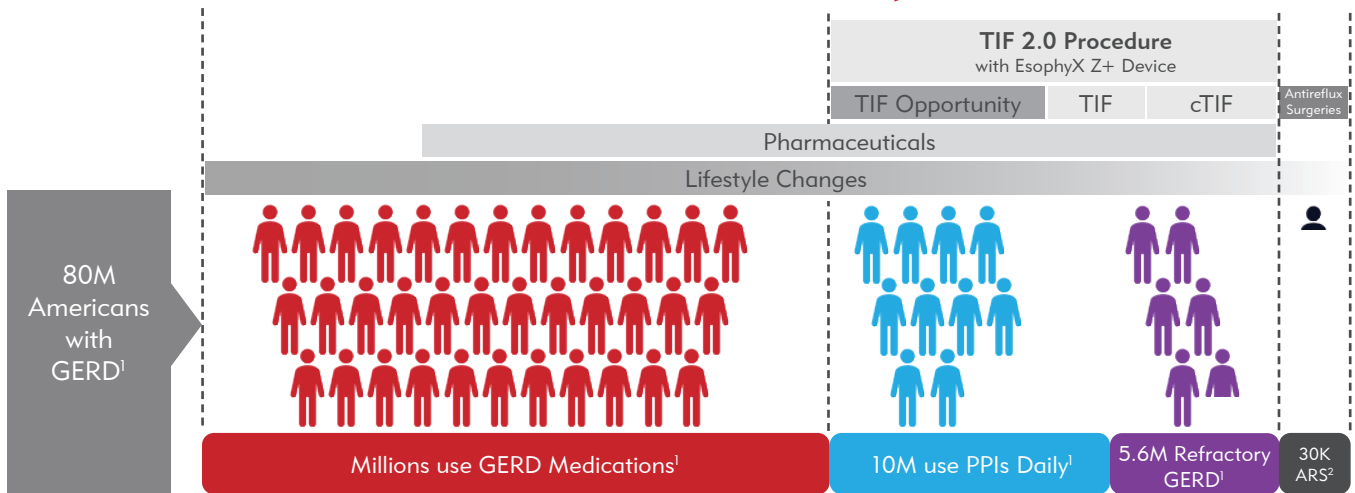 TIF 2.0 Procedure
with EsophyX Z+ Device
TIF Opportunity
TIF
cTIF
Antireflux
Surgeries
Pharmaceuticals
Lifestyle Changes
80M
Americans
with
GERD¹
Millions use GERD Medications¹
10M use PPIs Daily¹
5.6M Refractory
GERD¹
30K
ARS²